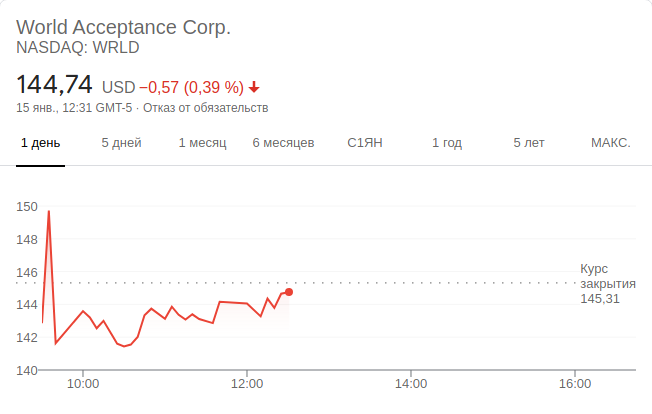 World Acceptance Corp.
NASDAQ: WRLD
144,74 USD −0,57 (0,39 %)
15 янв., 12:31 GMT-5 · Отказ от обязательств
1 день 5 дней 1 месяц 6 месяцев С1ЯН 1 год 5 лет МАКС.
150
148
146
144
142
140
Курс
закрытия
145,31
10:00 12:00 14:00 16:00